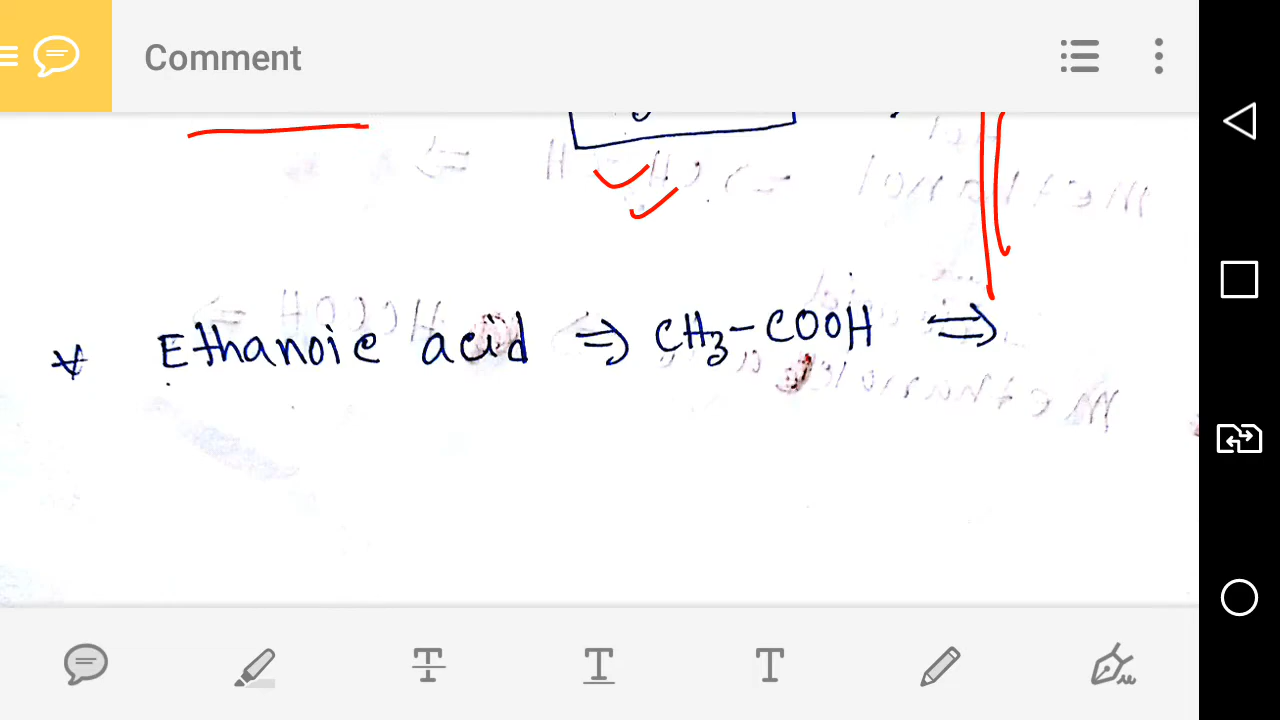 Comment
* Ethanoic acid ⇒ CH3-COOH ⇒